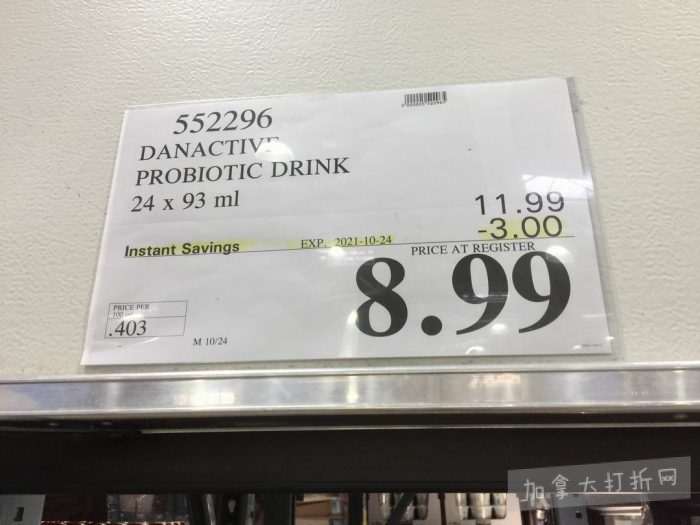 552296
DANACTIVE
PROBIOTIC DRINK
24 x 93 ml
11.99
-3.00
Instant Savings EXP. 2021-10-24
PRICE AT REGISTER
8.99
PRICE PER
100
.403
M 10/24
加拿大打折网